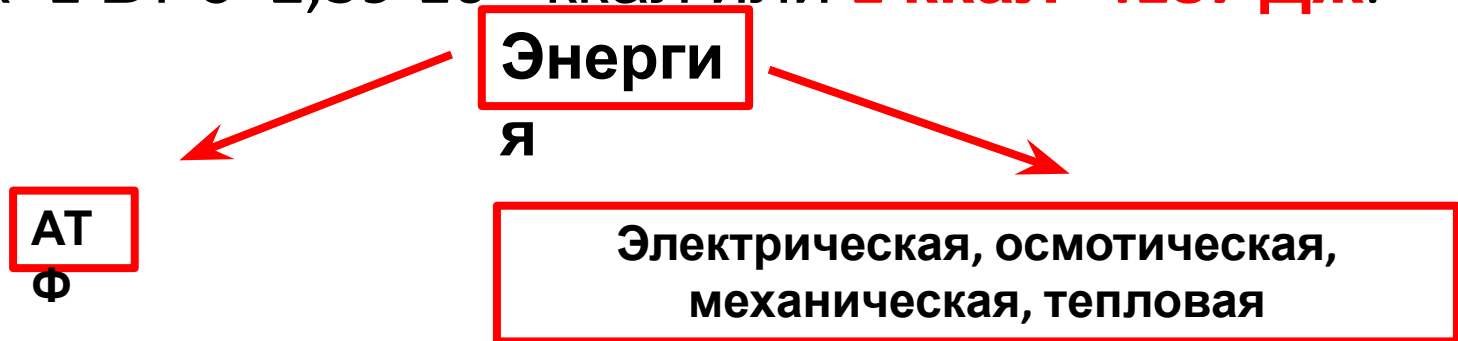 Энерги
я
АТ
Ф
Электрическая, осмотическая,
механическая, тепловая